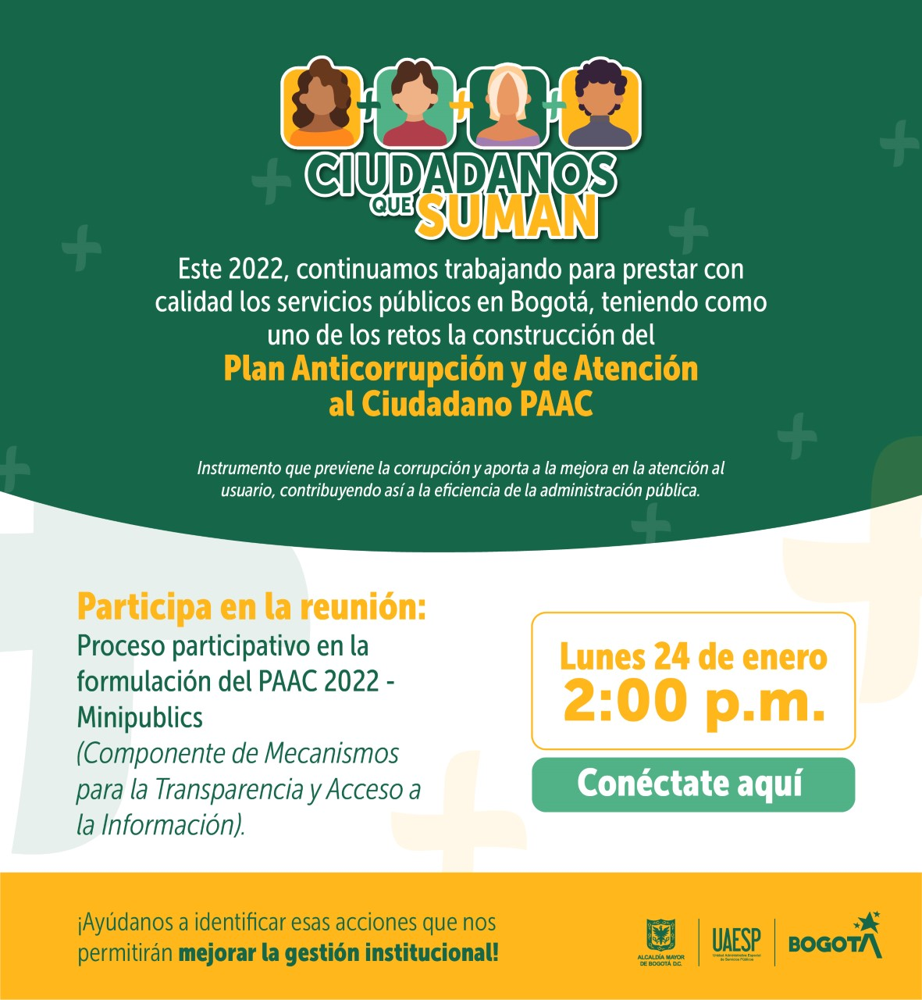 CIUDADANOS
QUE SUMAN
Este 2022, continuamos trabajando para prestar con
calidad los servicios públicos en Bogotá, teniendo como
uno de los retos la construcción del
Plan Anticorrupción y de Atención
al Ciudadano PAAC
Instrumento que previene la corrupción y aporta a la mejora en la atención al
usuario, contribuyendo así a la eficiencia de la administración pública.
Participa en la reunión:
Proceso participativo en la
formulación del PAAC 2022 -
Minipublics
(Componente de Mecanismos
para la Transparencia y Acceso a
la Información).
Lunes 24 de enero
2:00 p.m.
Conéctate aquí
¡Ayúdanos a identificar esas acciones que nos
permitirán mejorar la gestión institucional!
ALCALDÍA MAYOR
DE BOGOTÁ D.C.
UAESP
Unidad Administrativa Especial
de Servicios Públicos
BOGOTÁ